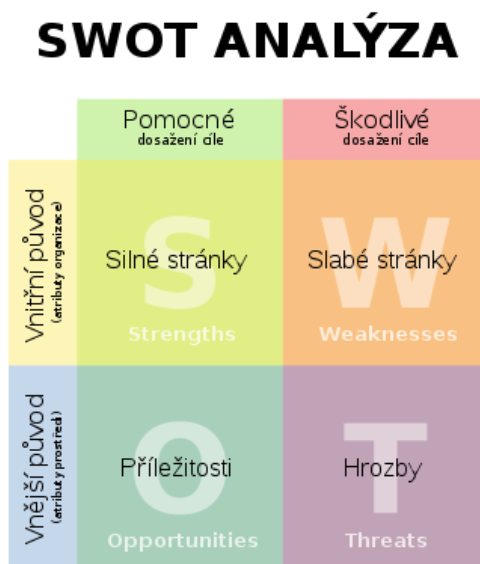 SWOT ANALÝZA
Pomocné
dosažení cíle
Škodlivé
dosažení cíle
Vnitřní původ
(atributy organizace)
S
Silné stránky
Strengths
W
Slabé stránky
Weaknesses
Vnější původ
(atributy prostředí)
O
Příležitosti
Opportunities
T
Hrozby
Threats